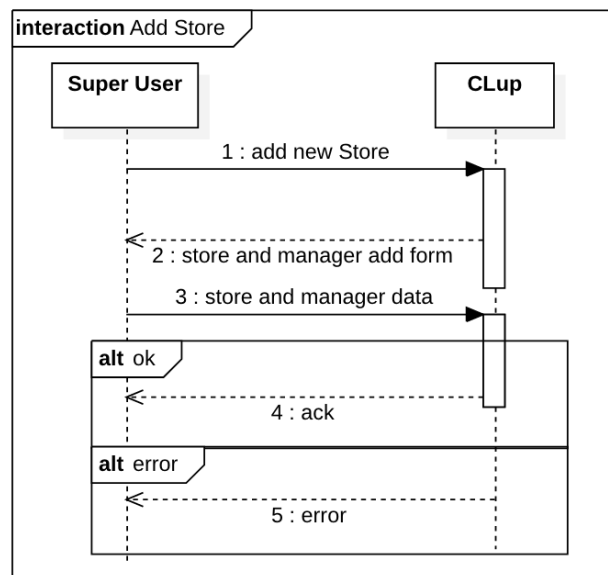 interaction Add Store
Super User
CLup
1 : add new Store
2 : store and manager add form
3 : store and manager data
alt ok
4 : ack
alt error
5 : error